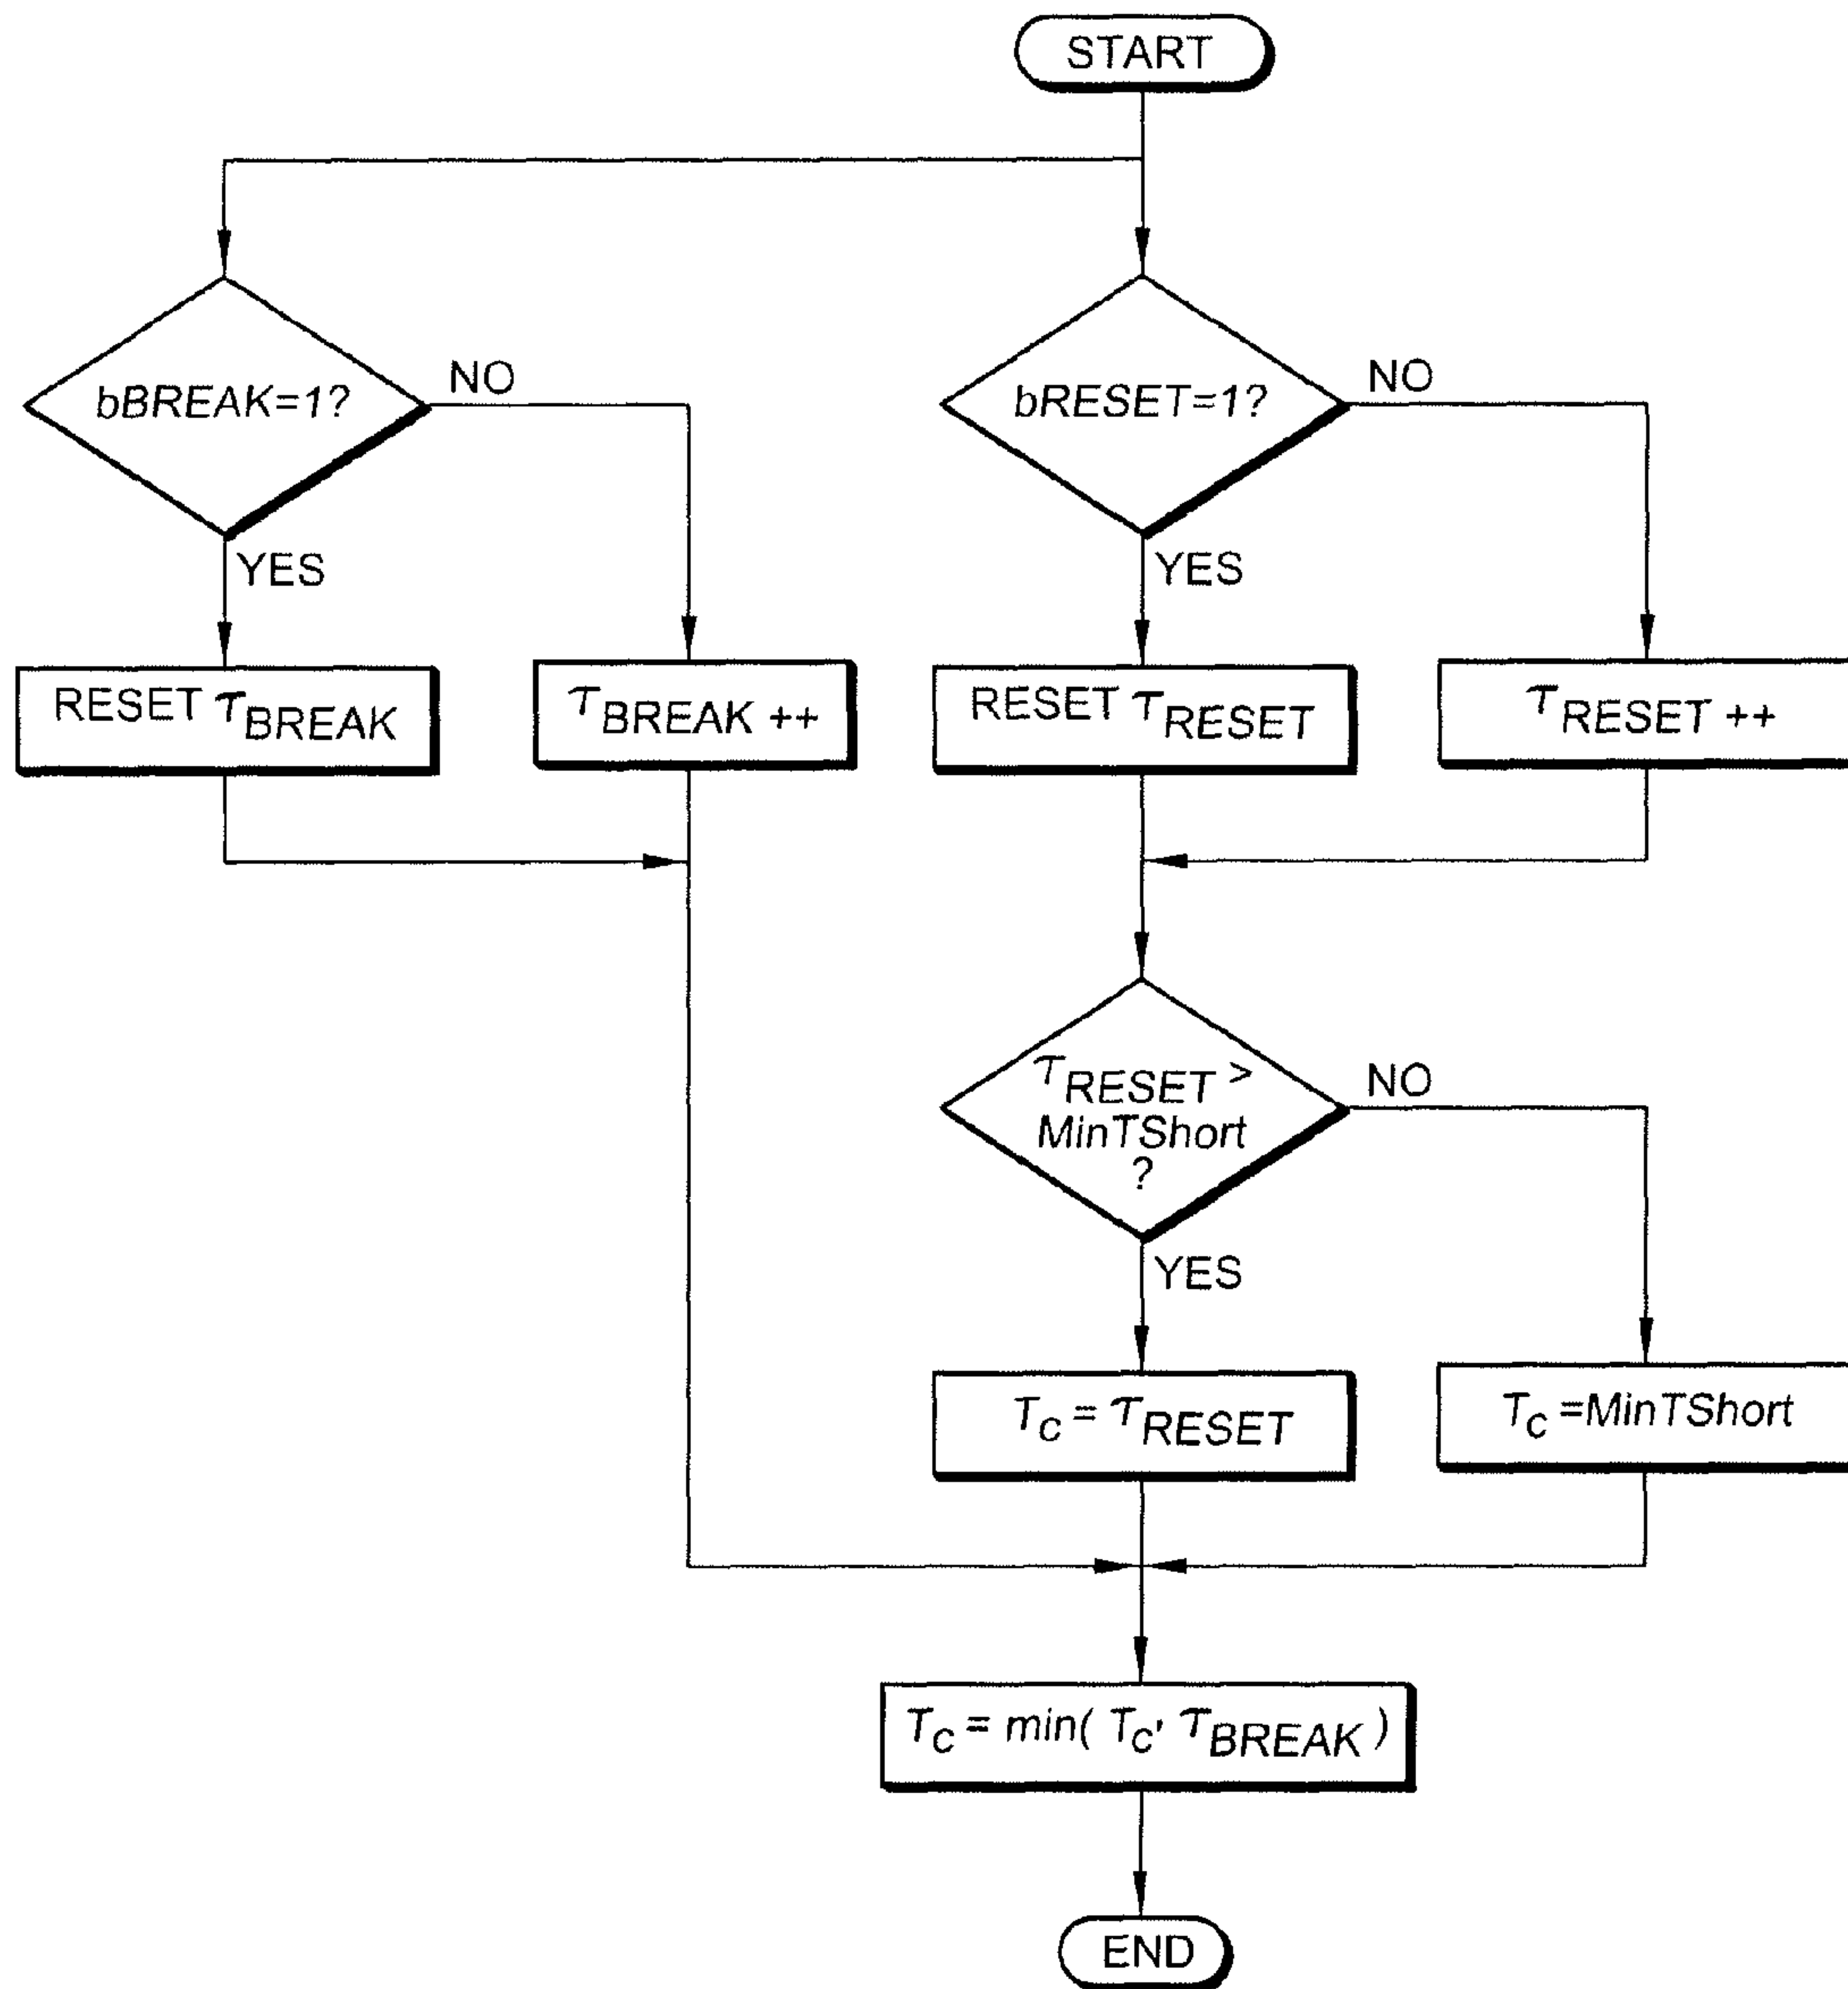 START
bBREAK=1?
NO
YES
RESET τBREAK
τBREAK ++
bRESET=1?
NO
YES
RESET τRESET
τRESET ++
τRESET >
MinTShort
?
NO
YES
TC = τRESET
TC =MinTShort
TC = min( TC, τBREAK )
END